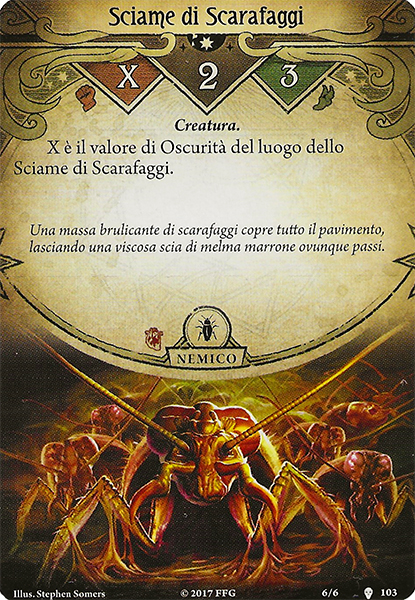 Sciame di Scarafaggi
X 2 3
Creatura.
X è il valore di Oscurità del luogo dello
Sciame di Scarafaggi.
Una massa brulicante di scarafaggi copre tutto il pavimento,
lasciando una viscosa scia di melma marrone ovunque passi.
NEMICO
Illus. Stephen Somers © 2017 FFG 6/6 103